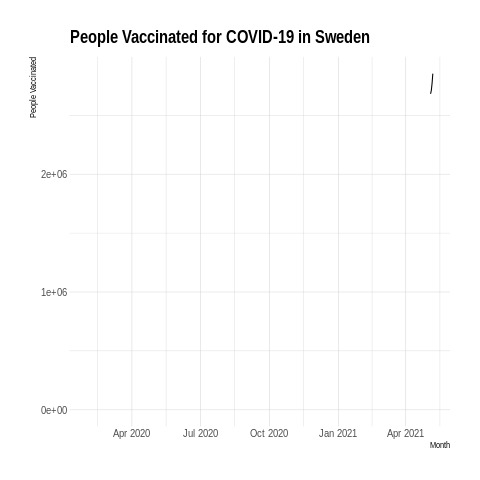 People Vaccinated for COVID-19 in Sweden
People Vaccinated
2e+06
1e+06
0e+00
Apr 2020 Jul 2020 Oct 2020 Jan 2021 Apr 2021
Month